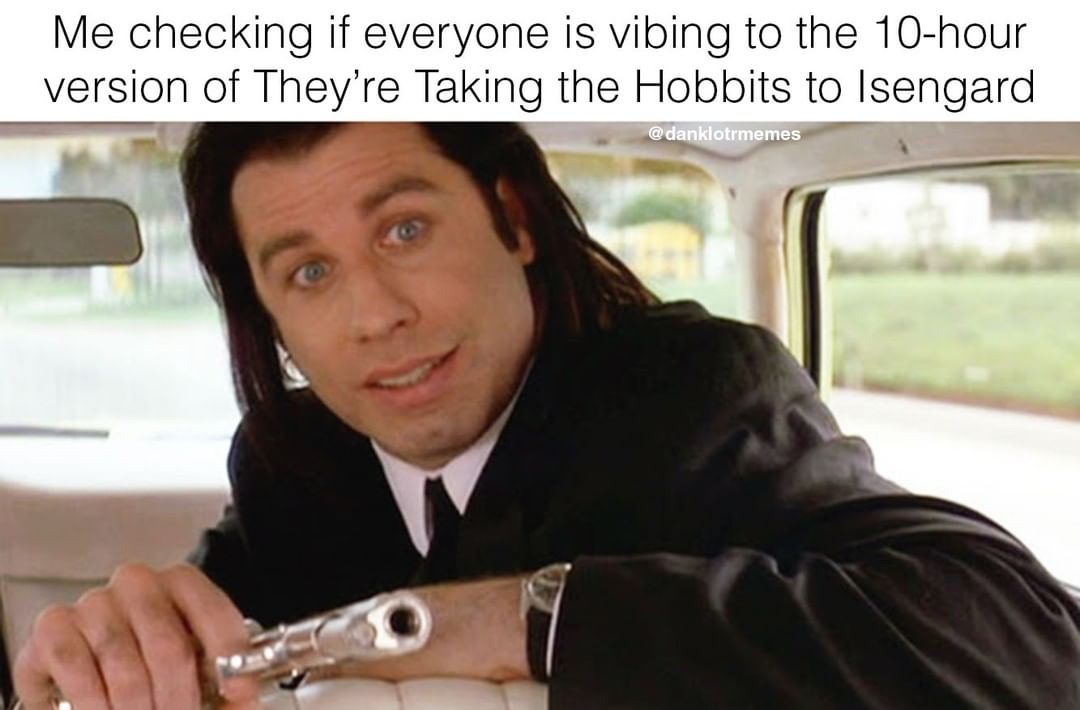 Me checking if everyone is vibing to the 10-hour
version of They’re Taking the Hobbits to Isengard
@danklotrmemes